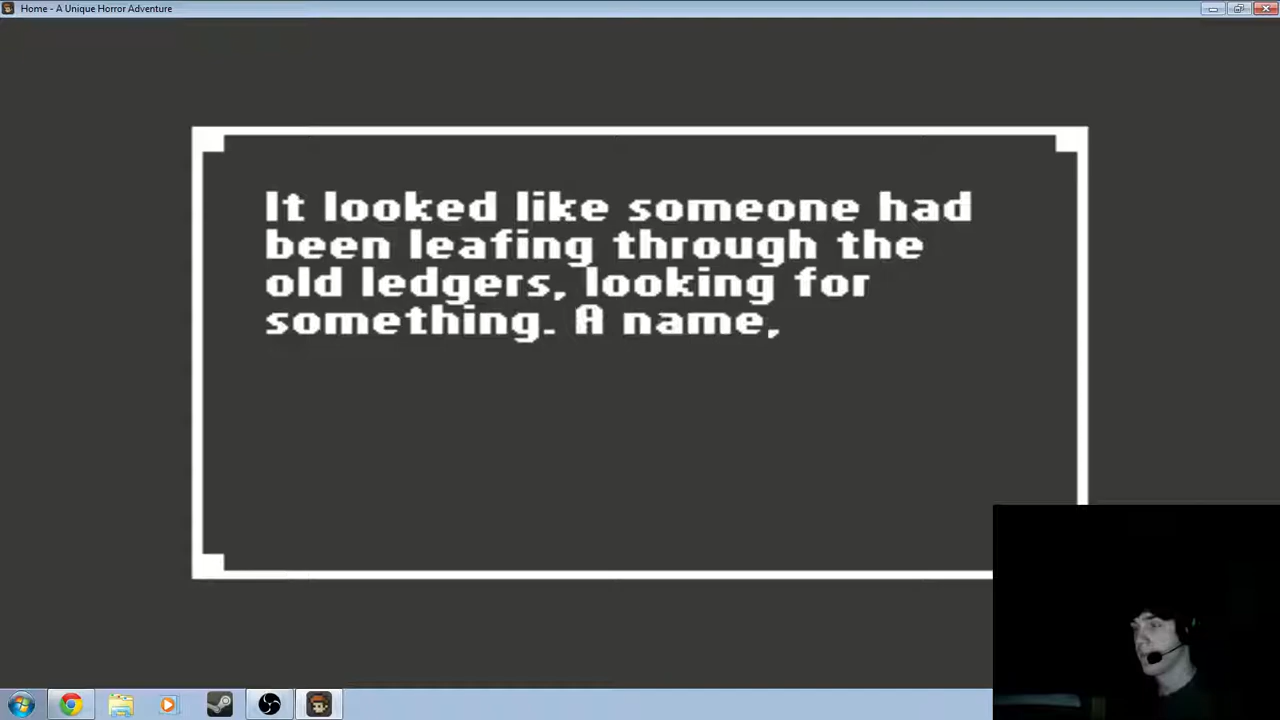 Home - A Unique Horror Adventure
It looked like someone had
been leafing through the
old ledgers, looking for
something. A name,